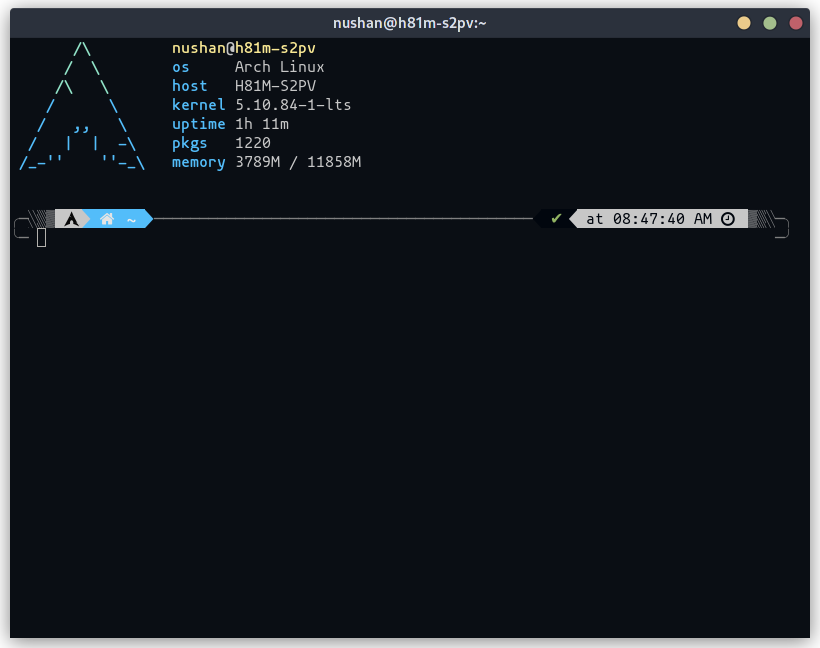 nushan@h81m-s2pv:~
nushan@h81m-s2pv
os Arch Linux
host H81M-S2PV
kernel 5.10.84-1-lts
uptime 1h 11m
pkgs 1220
memory 3789M / 11858M
~ ✔ at 08:47:40 AM